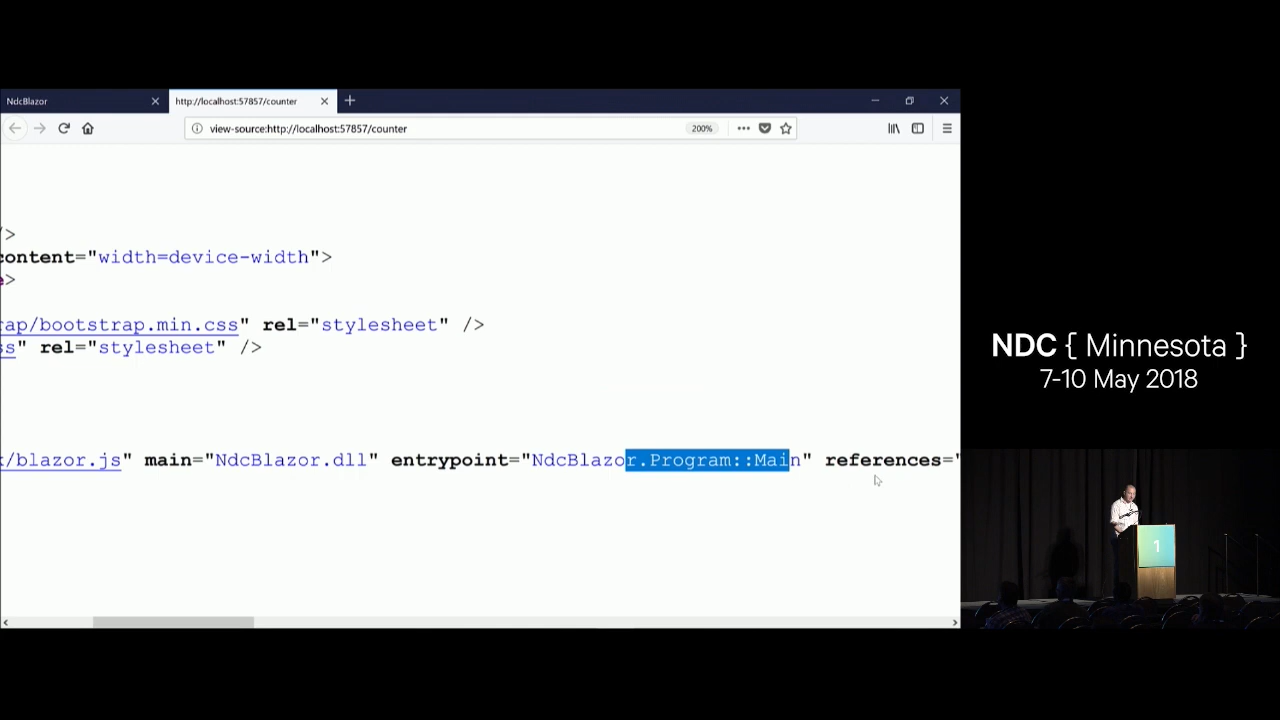 NdcBlazor
http://localhost:57857/counter
view-source:http://localhost:57857/counter
200%
/>
content="width=device-width">
e>
ap/bootstrap.min.css" rel="stylesheet" />
ss" rel="stylesheet" />
/blazor.js" main="NdcBlazor.dll" entrypoint="NdcBlazor.Program::Main" references="
NDC { Minnesota }
7-10 May 2018
1